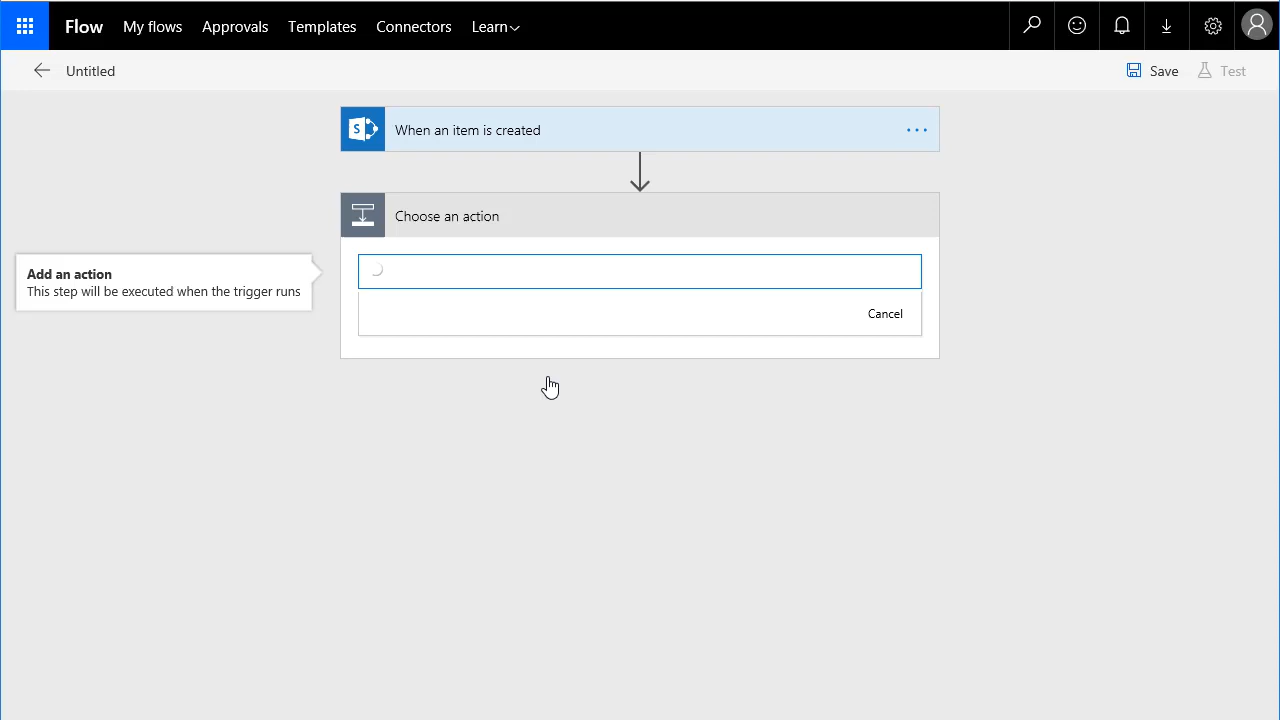 Flow My flows Approvals Templates Connectors Learn
Untitled Save Test
S When an item is created
Choose an action
Add an action
This step will be executed when the trigger runs
Cancel